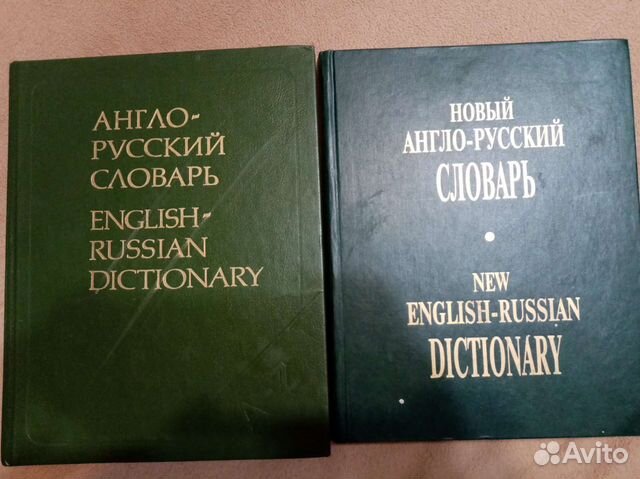 АНГЛО-
РУССКИЙ
СЛОВАРЬ
ENGLISH-
RUSSIAN
DICTIONARY
НОВЫЙ
АНГЛО-РУССКИЙ
СЛОВАРЬ
NEW
ENGLISH-RUSSIAN
DICTIONARY
Avito